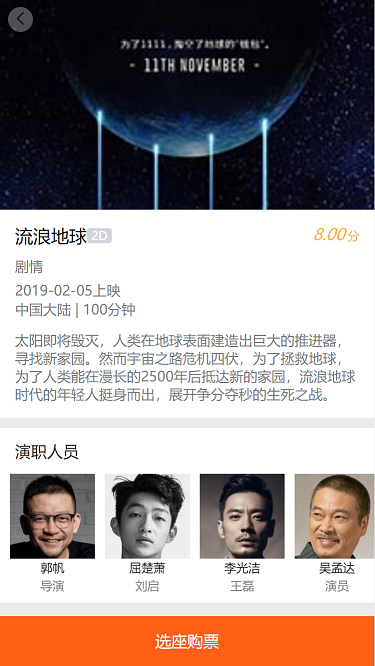 为了1111，掏空了地球的“钱包”。
- 11TH NOVEMBER -
流浪地球 2D 8.00分
剧情
2019-02-05上映
中国大陆 | 100分钟
太阳即将毁灭，人类在地球表面建造出巨大的推进器，
寻找新家园。然而宇宙之路危机四伏，为了拯救地球，
为了人类能在漫长的2500年后抵达新的家园，流浪地球
时代的年轻人挺身而出，展开争分夺秒的生死之战。
演职人员
郭帆 屈楚萧 李光洁 吴孟达
导演 刘启 王磊 演员
选座购票